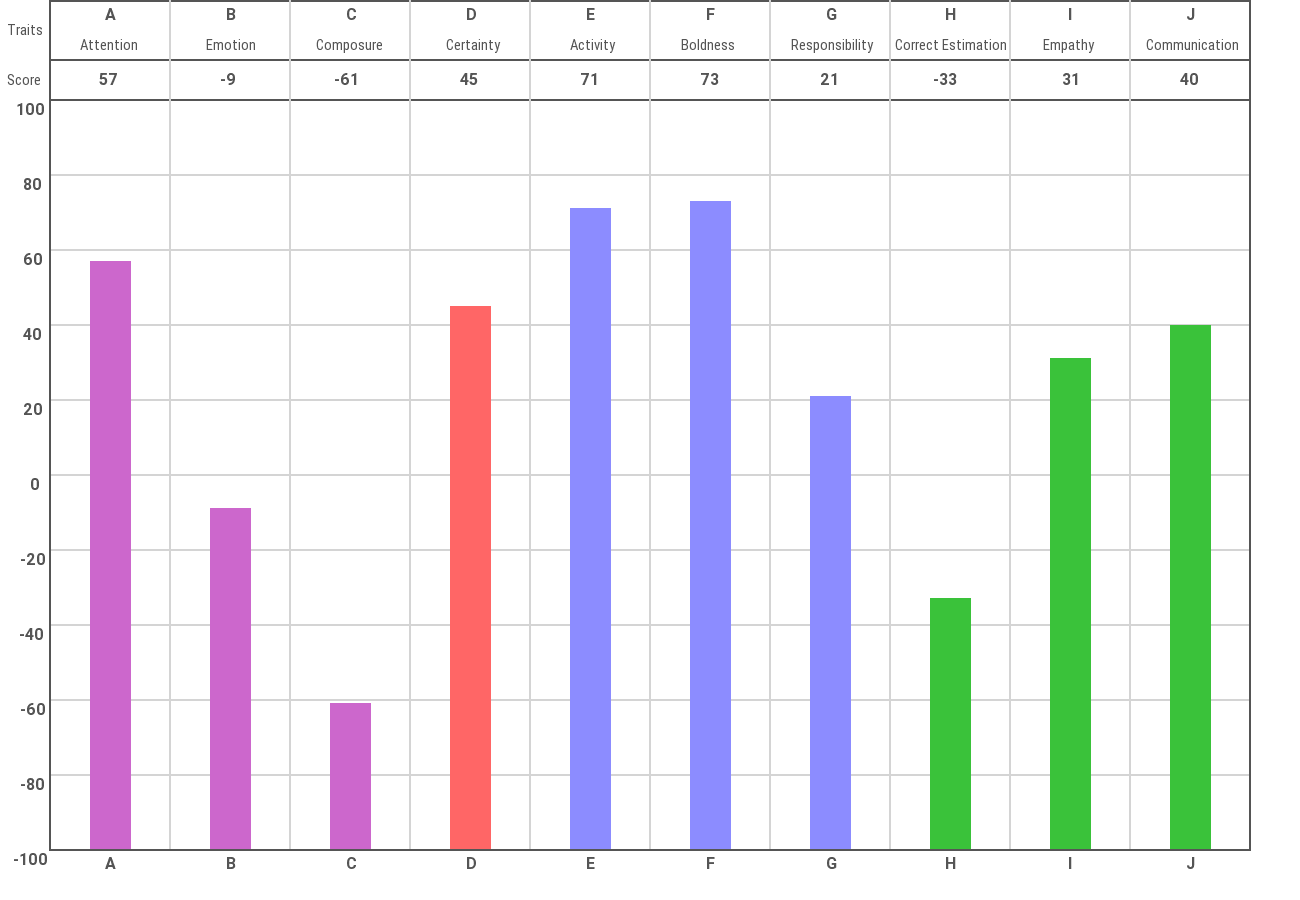 Traits
A B C D E F G H I J
Attention Emotion Composure Certainty Activity Boldness Responsibility Correct Estimation Empathy Communication
Score 57 -9 -61 45 71 73 21 -33 31 40
100
80
60
40
20
0
-20
-40
-60
-80
-100
A B C D E F G H I J